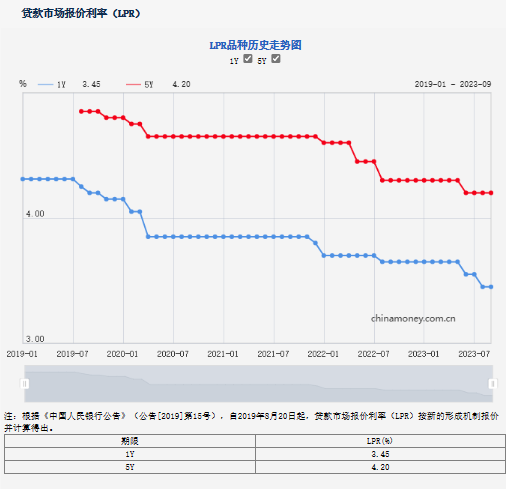 贷款市场报价利率（LPR）
LPR品种历史走势图
1Y 5Y
% 1Y 3.45 5Y 4.20 2019-01 - 2023-09
4.00
chinamoney.com.cn
3.00
2019-01 2019-07 2020-01 2020-07 2021-01 2021-07 2022-01 2022-07 2023-01 2023-07
注：根据《中国人民银行公告》（公告[2019]第15号），自2019年8月20日起，贷款市场报价利率（LPR）按新的形成机制报价
并计算得出。
期限 LPR(%)
1Y 3.45
5Y 4.20